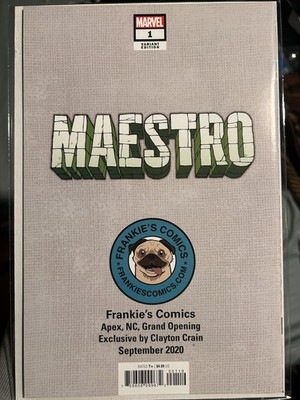 MARVEL
1
VARIANT
EDITION
MAESTRO
FRANKIE'S COMICS
FRANKIESCOMICS.COM
Frankie's Comics
Apex, NC, Grand Opening
Exclusive by Clayton Crain
September 2020